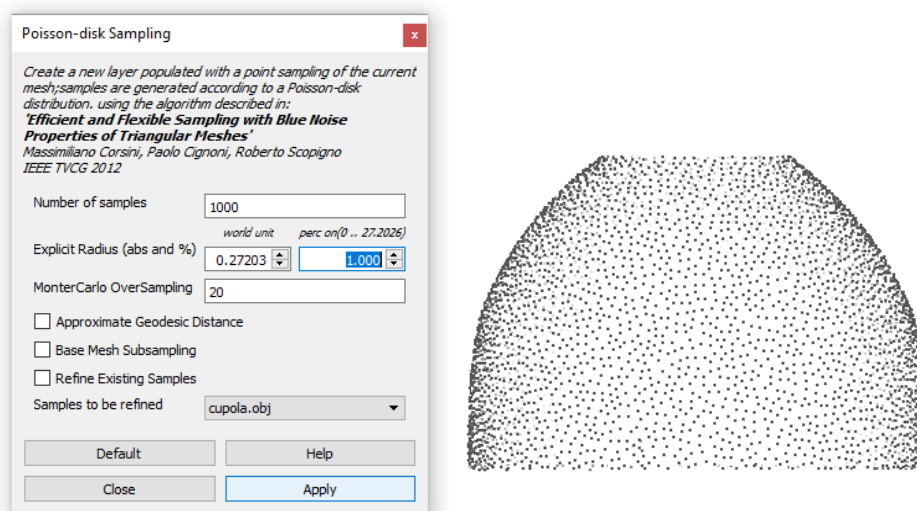 Poisson-disk Sampling
x
Create a new layer populated with a point sampling of the current
mesh;samples are generated according to a Poisson-disk
distribution. using the algorithm described in:
'Efficient and Flexible Sampling with Blue Noise
Properties of Triangular Meshes'
Massimiliano Corsini, Paolo Cignoni, Roberto Scopigno
IEEE TVCG 2012
Number of samples 1000
world unit perc on(0 .. 27.2026)
Explicit Radius (abs and %) 0.27203 1.000
MonterCarlo OverSampling 20
Approximate Geodesic Distance
Base Mesh Subsampling
Refine Existing Samples
Samples to be refined cupola.obj
Default Help
Close Apply